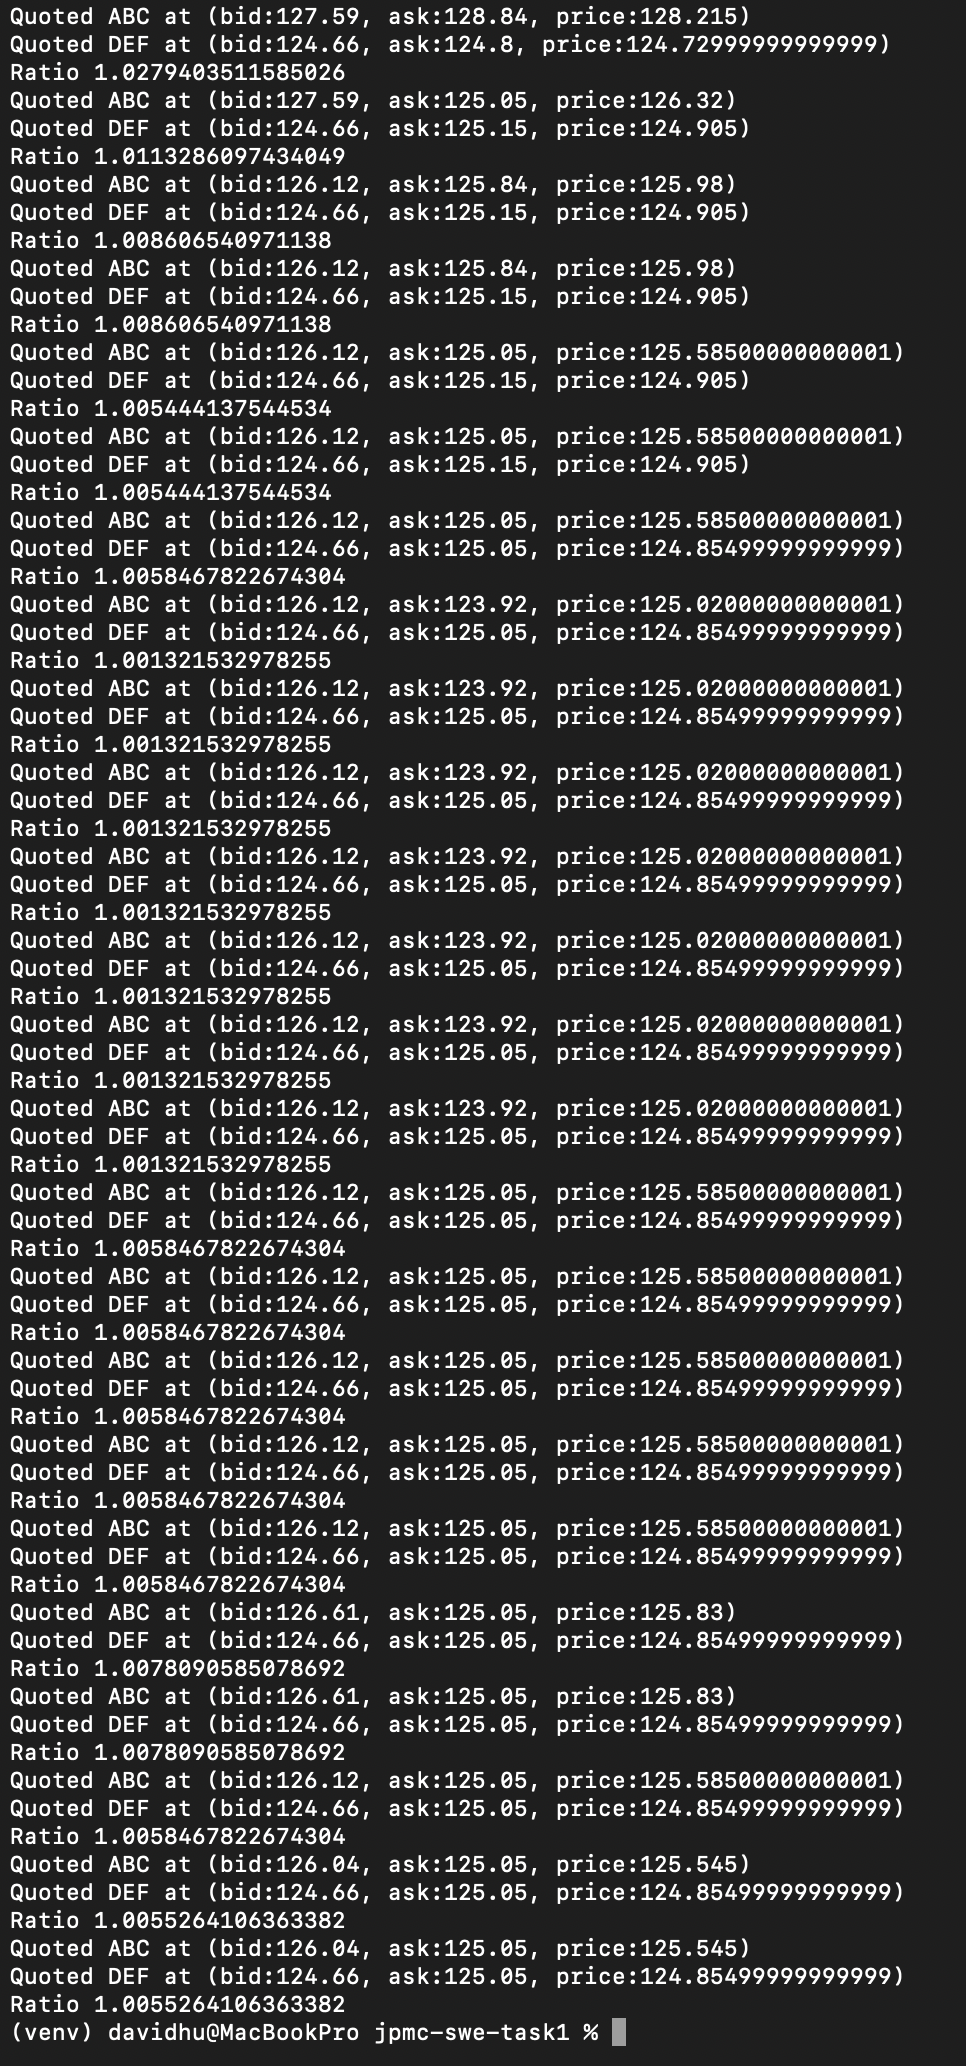 Quoted ABC at (bid:127.59, ask:128.84, price:128.215)
Quoted DEF at (bid:124.66, ask:124.8, price:124.72999999999999)
Ratio 1.0279403511585026
Quoted ABC at (bid:127.59, ask:125.05, price:126.32)
Quoted DEF at (bid:124.66, ask:125.15, price:124.905)
Ratio 1.0113286097434049
Quoted ABC at (bid:126.12, ask:125.84, price:125.98)
Quoted DEF at (bid:124.66, ask:125.15, price:124.905)
Ratio 1.008606540971138
Quoted ABC at (bid:126.12, ask:125.84, price:125.98)
Quoted DEF at (bid:124.66, ask:125.15, price:124.905)
Ratio 1.008606540971138
Quoted ABC at (bid:126.12, ask:125.05, price:125.58500000000001)
Quoted DEF at (bid:124.66, ask:125.15, price:124.905)
Ratio 1.005444137544534
Quoted ABC at (bid:126.12, ask:125.05, price:125.58500000000001)
Quoted DEF at (bid:124.66, ask:125.15, price:124.905)
Ratio 1.005444137544534
Quoted ABC at (bid:126.12, ask:125.05, price:125.58500000000001)
Quoted DEF at (bid:124.66, ask:125.05, price:124.85499999999999)
Ratio 1.0058467822674304
Quoted ABC at (bid:126.12, ask:123.92, price:125.02000000000001)
Quoted DEF at (bid:124.66, ask:125.05, price:124.85499999999999)
Ratio 1.001321532978255
Quoted ABC at (bid:126.12, ask:123.92, price:125.02000000000001)
Quoted DEF at (bid:124.66, ask:125.05, price:124.85499999999999)
Ratio 1.001321532978255
Quoted ABC at (bid:126.12, ask:123.92, price:125.02000000000001)
Quoted DEF at (bid:124.66, ask:125.05, price:124.85499999999999)
Ratio 1.001321532978255
Quoted ABC at (bid:126.12, ask:123.92, price:125.02000000000001)
Quoted DEF at (bid:124.66, ask:125.05, price:124.85499999999999)
Ratio 1.001321532978255
Quoted ABC at (bid:126.12, ask:123.92, price:125.02000000000001)
Quoted DEF at (bid:124.66, ask:125.05, price:124.85499999999999)
Ratio 1.001321532978255
Quoted ABC at (bid:126.12, ask:123.92, price:125.02000000000001)
Quoted DEF at (bid:124.66, ask:125.05, price:124.85499999999999)
Ratio 1.001321532978255
Quoted ABC at (bid:126.12, ask:123.92, price:125.02000000000001)
Quoted DEF at (bid:124.66, ask:125.05, price:124.85499999999999)
Ratio 1.001321532978255
Quoted ABC at (bid:126.12, ask:125.05, price:125.58500000000001)
Quoted DEF at (bid:124.66, ask:125.05, price:124.85499999999999)
Ratio 1.0058467822674304
Quoted ABC at (bid:126.12, ask:125.05, price:125.58500000000001)
Quoted DEF at (bid:124.66, ask:125.05, price:124.85499999999999)
Ratio 1.0058467822674304
Quoted ABC at (bid:126.12, ask:125.05, price:125.58500000000001)
Quoted DEF at (bid:124.66, ask:125.05, price:124.85499999999999)
Ratio 1.0058467822674304
Quoted ABC at (bid:126.12, ask:125.05, price:125.58500000000001)
Quoted DEF at (bid:124.66, ask:125.05, price:124.85499999999999)
Ratio 1.0058467822674304
Quoted ABC at (bid:126.12, ask:125.05, price:125.58500000000001)
Quoted DEF at (bid:124.66, ask:125.05, price:124.85499999999999)
Ratio 1.0058467822674304
Quoted ABC at (bid:126.61, ask:125.05, price:125.83)
Quoted DEF at (bid:124.66, ask:125.05, price:124.85499999999999)
Ratio 1.0078090585078692
Quoted ABC at (bid:126.61, ask:125.05, price:125.83)
Quoted DEF at (bid:124.66, ask:125.05, price:124.85499999999999)
Ratio 1.0078090585078692
Quoted ABC at (bid:126.12, ask:125.05, price:125.58500000000001)
Quoted DEF at (bid:124.66, ask:125.05, price:124.85499999999999)
Ratio 1.0058467822674304
Quoted ABC at (bid:126.04, ask:125.05, price:125.545)
Quoted DEF at (bid:124.66, ask:125.05, price:124.85499999999999)
Ratio 1.0055264106363382
Quoted ABC at (bid:126.04, ask:125.05, price:125.545)
Quoted DEF at (bid:124.66, ask:125.05, price:124.85499999999999)
Ratio 1.0055264106363382
(venv) davidhu@MacBookPro jpmc-swe-task1 %